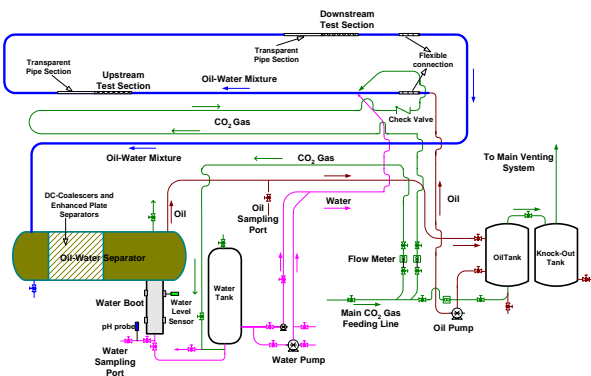 Downstream
Test Section
Transparent
Pipe Section
Flexible
connection
Transparent
Pipe Section
Upstream
Test Section
Oil-Water Mixture
Check Valve
CO2 Gas
Oil-Water Mixture
CO2 Gas
To Main Venting
System
DC-Coalescers and
Enhanced Plate
Separators
Oil
Oil
Sampling
Port
Water
Oil
Oil-Water Separator
Flow Meter
OilTank
Knock-Out
Tank
Water
Tank
Water Boot
Water
Level
Sensor
pH probe
Main CO2 Gas
Feeding Line
Oil Pump
Water
Sampling
Port
Water Pump